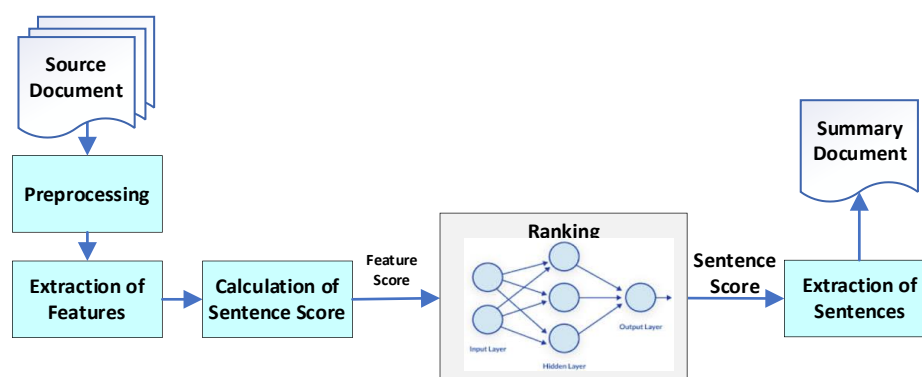 Source
Document
Preprocessing
Extraction of
Features
Calculation of
Sentence Score
Feature
Score
Ranking
Input Layer
Hidden Layer
Output Layer
Sentence
Score
Extraction of
Sentences
Summary
Document